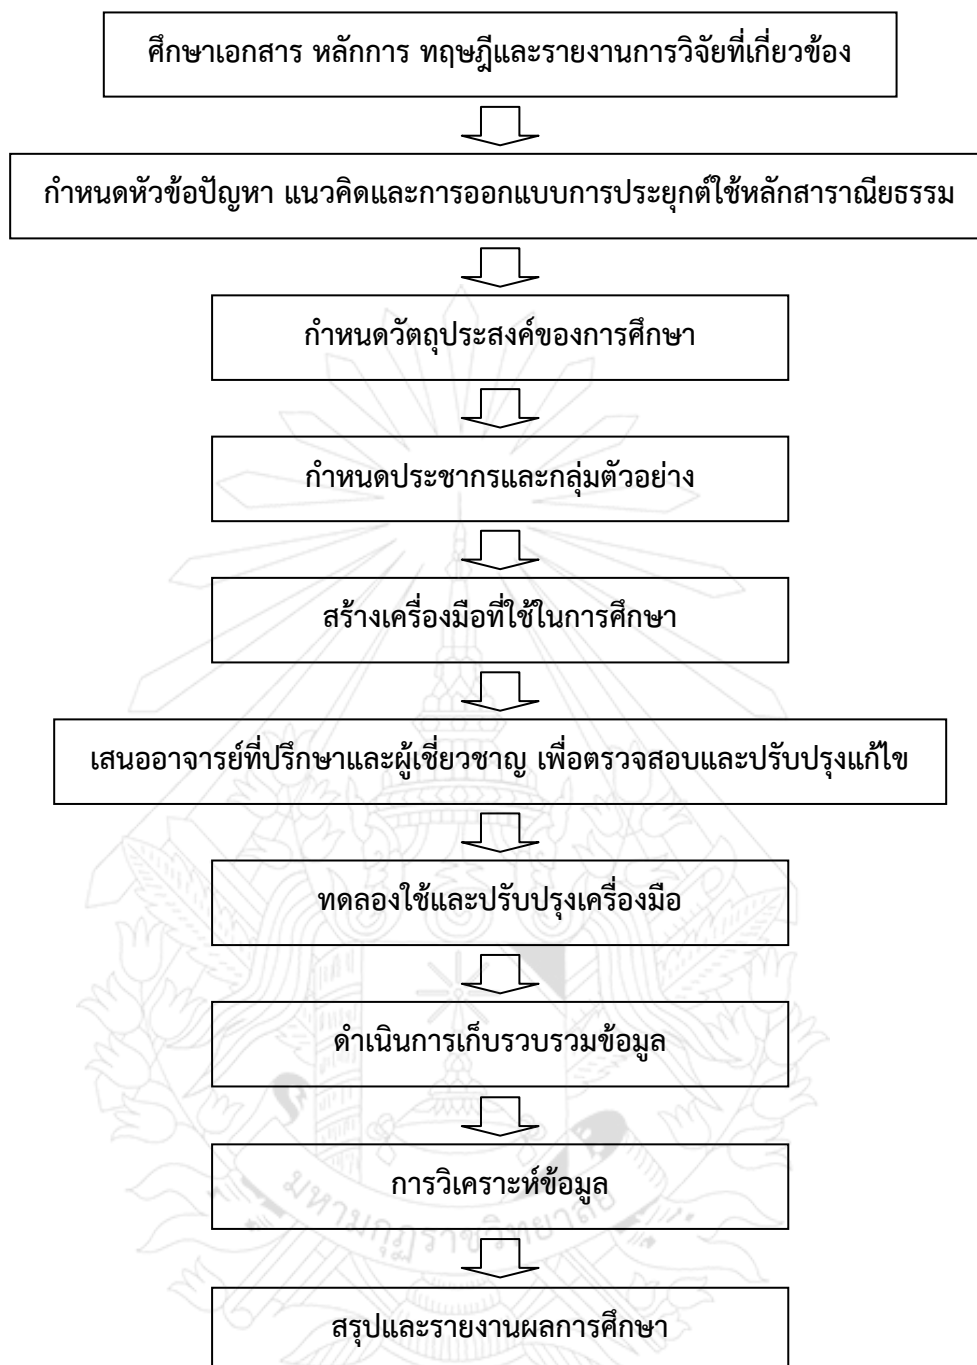 ศึกษาเอกสาร หลักการ ทฤษฎีและรายงานการวิจัยที่เกี่ยวข้อง
กำหนดหัวข้อปัญหา แนวคิดและการออกแบบการประยุกต์ใช้หลักสาราณียธรรม
กำหนดวัตถุประสงค์ของการศึกษา
กำหนดประชากรและกลุ่มตัวอย่าง
สร้างเครื่องมือที่ใช้ในการศึกษา
เสนออาจารย์ที่ปรึกษาและผู้เชี่ยวชาญ เพื่อตรวจสอบและปรับปรุงแก้ไข
ทดลองใช้และปรับปรุงเครื่องมือ
ดำเนินการเก็บรวบรวมข้อมูล
การวิเคราะห์ข้อมูล
มหามกุฏราชวิทยาลัย
สรุปและรายงานผลการศึกษา